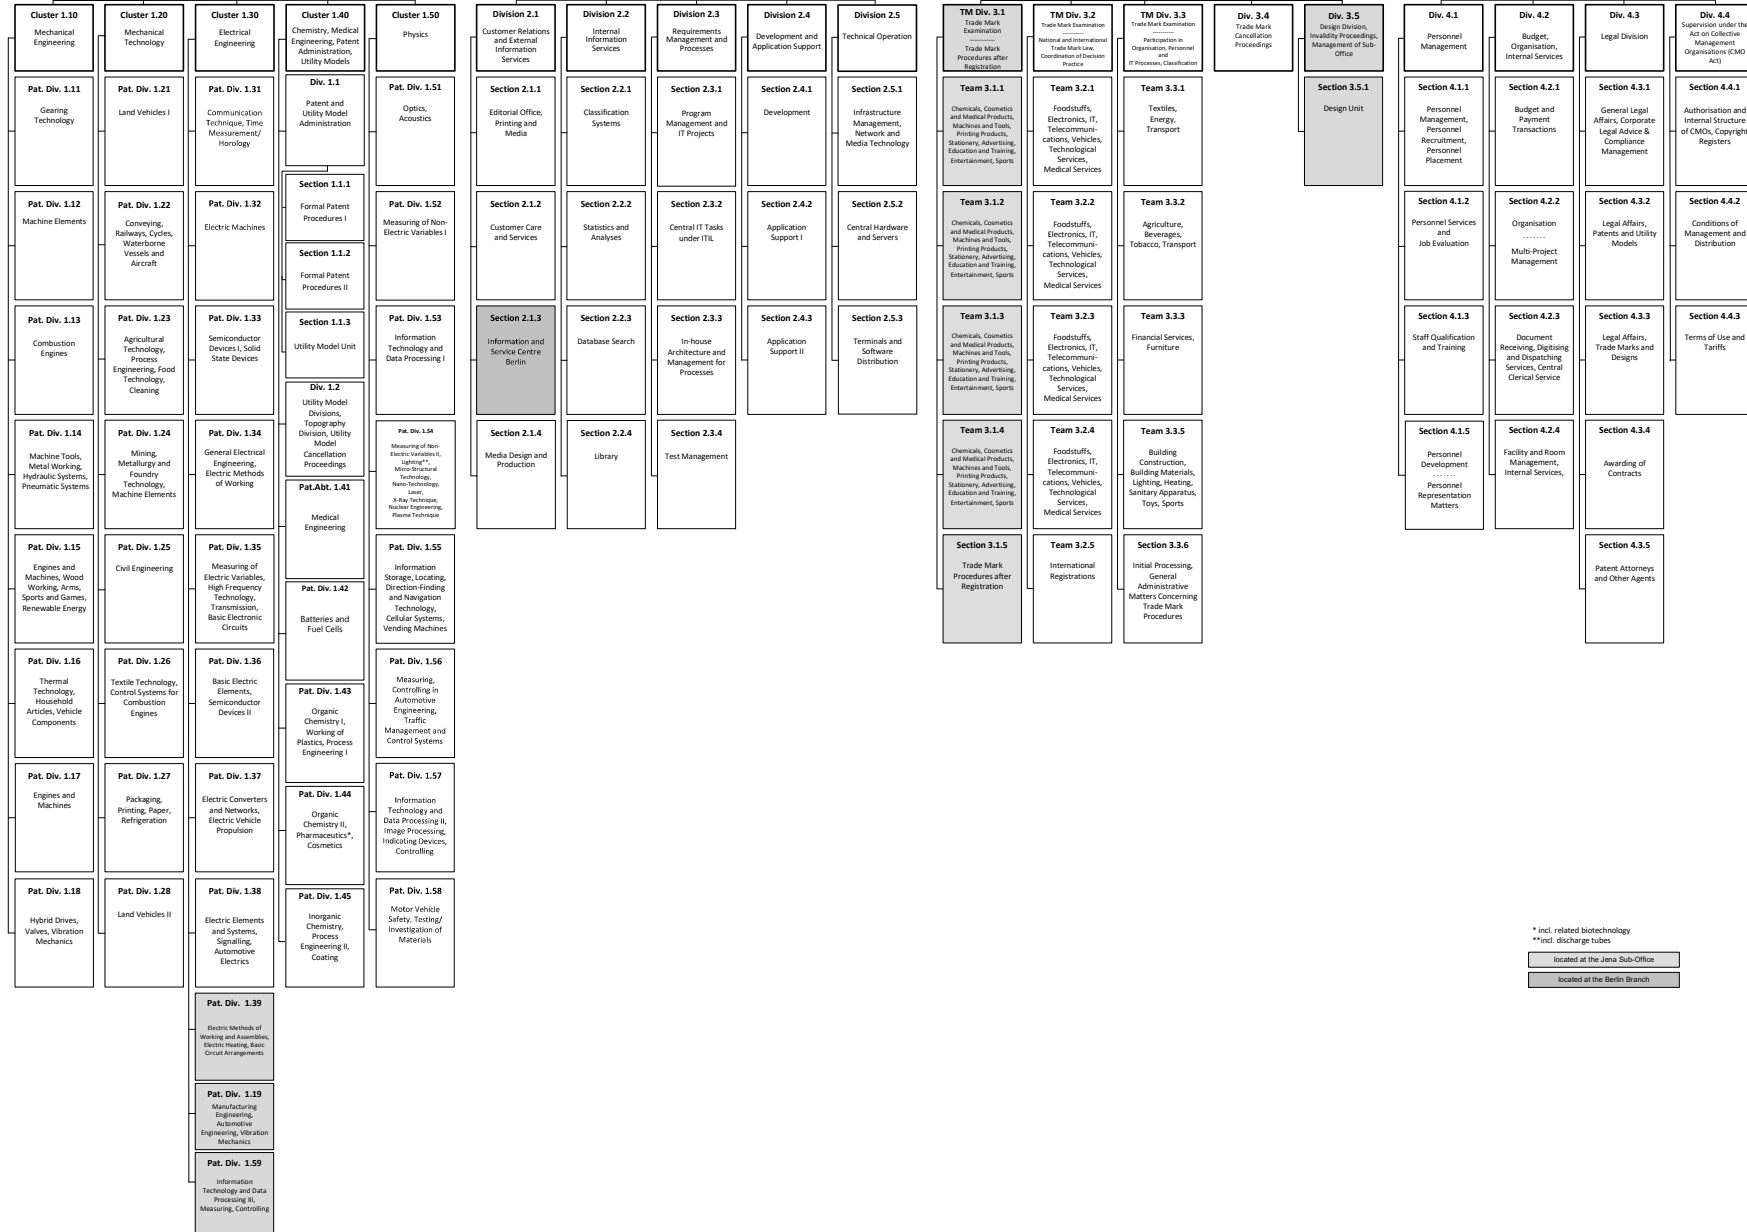 Cluster 1.10
Mechanical
Engineering
Pat. Div. 1.11
Gearing
Technology
Pat. Div. 1.12
Machine Elements
Pat. Div. 1.13
Combustion
Engines
Pat. Div. 1.14
Machine Tools,
Metal Working,
Hydraulic Systems,
Pneumatic Systems
Pat. Div. 1.15
Engines and
Machines, Wood
Working, Arms,
Sports and Games,
Renewable Energy
Pat. Div. 1.16
Thermal
Technology,
Household
Articles, Vehicle
Components
Pat. Div. 1.17
Engines and
Machines
Pat. Div. 1.18
Hybrid Drives,
Valves, Vibration
Mechanics
Cluster 1.20
Mechanical
Technology
Pat. Div. 1.21
Land Vehicles I
Pat. Div. 1.22
Conveying,
Railways, Cycles,
Waterborne
Vessels and
Aircraft
Pat. Div. 1.23
Agricultural
Technology,
Process
Engineering, Food
Technology,
Cleaning
Pat. Div. 1.24
Mining,
Metallurgy and
Foundry
Technology,
Machine Elements
Pat. Div. 1.25
Civil Engineering
Pat. Div. 1.26
Textile Technology,
Control Systems for
Combustion
Engines
Pat. Div. 1.27
Packaging,
Printing, Paper,
Refrigeration
Pat. Div. 1.28
Land Vehicles II
Cluster 1.30
Electrical
Engineering
Pat. Div. 1.31
Communication
Technique, Time
Measurement/
Horology
Pat. Div. 1.32
Electric Machines
Pat. Div. 1.33
Semiconductor
Devices I, Solid
State Devices
Pat. Div. 1.34
General Electrical
Engineering,
Electric Methods
of Working
Pat. Div. 1.35
Measuring of
Electric Variables,
High Frequency
Technology,
Transmission,
Basic Electronic
Circuits
Pat. Div. 1.36
Basic Electric
Elements,
Semiconductor
Devices II
Pat. Div. 1.37
Electric Converters
and Networks,
Electric Vehicle
Propulsion
Pat. Div. 1.38
Electric Elements
and Systems,
Signalling,
Automotive
Electrics
Pat. Div. 1.39
Electric Methods of
Working and Assemblies,
Electric Heating, Basic
Circuit Arrangements
Pat. Div. 1.19
Manufacturing
Engineering,
Automotive
Engineering, Vibration
Mechanics
Pat. Div. 1.59
Information
Technology and Data
Processing III,
Measuring, Controlling
Cluster 1.40
Chemistry, Medical
Engineering, Patent
Administration,
Utility Models
Div. 1.1
Patent and
Utility Model
Administration
Section 1.1.1
Formal Patent
Procedures I
Section 1.1.2
Formal Patent
Procedures II
Section 1.1.3
Utility Model Unit
Div. 1.2
Utility Model
Divisions,
Topography
Division, Utility
Model
Cancellation
Proceedings
Pat.Abt. 1.41
Medical
Engineering
Pat. Div. 1.42
Batteries and
Fuel Cells
Pat. Div. 1.43
Organic
Chemistry I,
Working of
Plastics, Process
Engineering I
Pat. Div. 1.44
Organic
Chemistry II,
Pharmaceutics*,
Cosmetics
Pat. Div. 1.45
Inorganic
Chemistry,
Process
Engineering II,
Coating
Cluster 1.50
Physics
Pat. Div. 1.51
Optics,
Acoustics
Pat. Div. 1.52
Measuring of Non-
Electric Variables I
Pat. Div. 1.53
Information
Technology and
Data Processing I
Pat. Div. 1.54
Measuring of Non-
Electric Variables II,
Lighting**,
Micro-Structural
Technology,
Nano-Technology,
Laser,
X-Ray Technique,
Nuclear Engineering,
Plasma Technique
Pat. Div. 1.55
Information
Storage, Locating,
Direction-Finding
and Navigation
Technology,
Cellular Systems,
Vending Machines
Pat. Div. 1.56
Measuring,
Controlling in
Automotive
Engineering,
Traffic
Management and
Control Systems
Pat. Div. 1.57
Information
Technology and
Data Processing II,
Image Processing,
Indicating Devices,
Controlling
Pat. Div. 1.58
Motor Vehicle
Safety, Testing/
Investigation of
Materials
Division 2.1
Customer Relations
and External
Information
Services
Section 2.1.1
Editorial Office,
Printing and
Media
Section 2.1.2
Customer Care
and Services
Section 2.1.3
Information and
Service Centre
Berlin
Section 2.1.4
Media Design and
Production
Division 2.2
Internal
Information
Services
Section 2.2.1
Classification
Systems
Section 2.2.2
Statistics and
Analyses
Section 2.2.3
Database Search
Section 2.2.4
Library
Division 2.3
Requirements
Management and
Processes
Section 2.3.1
Program
Management
and IT Projects
Section 2.3.2
Central IT Tasks
under ITIL
Section 2.3.3
In-house
Architecture and
Management for
Processes
Section 2.3.4
Test Management
Division 2.4
Development and
Application Support
Section 2.4.1
Development
Section 2.4.2
Application
Support I
Section 2.4.3
Application
Support II
Division 2.5
Technical Operation
Section 2.5.1
Infrastructure
Management,
Network and
Media Technology
Section 2.5.2
Central Hardware
and Servers
Section 2.5.3
Terminals and
Software
Distribution
TM Div. 3.1
Trade Mark
Examination
------------
Trade Mark
Procedures after
Registration
Team 3.1.1
Chemicals, Cosmetics
and Medical Products,
Machines and Tools,
Printing Products,
Stationery, Advertising,
Education and Training,
Entertainment, Sports
Team 3.1.2
Chemicals, Cosmetics
and Medical Products,
Machines and Tools,
Printing Products,
Stationery, Advertising,
Education and Training,
Entertainment, Sports
Team 3.1.3
Chemicals, Cosmetics
and Medical Products,
Machines and Tools,
Printing Products,
Stationery, Advertising,
Education and Training,
Entertainment, Sports
Team 3.1.4
Chemicals, Cosmetics
and Medical Products,
Machines and Tools,
Printing Products,
Stationery, Advertising,
Education and Training,
Entertainment, Sports
Section 3.1.5
Trade Mark
Procedures after
Registration
TM Div. 3.2
Trade Mark Examination
------------
National and International
Trade Mark Law,
Coordination of Decision
Practice
Team 3.2.1
Foodstuffs,
Electronics, IT,
Telecommuni-
cations, Vehicles,
Technological
Services,
Medical Services
Team 3.2.2
Foodstuffs,
Electronics, IT,
Telecommuni-
cations, Vehicles,
Technological
Services,
Medical Services
Team 3.2.3
Foodstuffs,
Electronics, IT,
Telecommuni-
cations, Vehicles,
Technological
Services,
Medical Services
Team 3.2.4
Foodstuffs,
Electronics, IT,
Telecommuni-
cations, Vehicles,
Technological
Services,
Medical Services
Team 3.2.5
International
Registrations
TM Div. 3.3
Trade Mark Examination
------------
Participation in
Organisation, Personnel
and
IT Processes, Classification
Team 3.3.1
Textiles,
Energy,
Transport
Team 3.3.2
Agriculture,
Beverages,
Tobacco, Transport
Team 3.3.3
Financial Services,
Furniture
Team 3.3.5
Building
Construction,
Building Materials,
Lighting, Heating,
Sanitary Apparatus,
Toys, Sports
Section 3.3.6
Initial Processing,
General
Administrative
Matters Concerning
Trade Mark
Procedures
Div. 3.4
Trade Mark
Cancellation
Proceedings
Div. 3.5
Design Division,
Invalidity Proceedings,
Management of Sub-
Office
Section 3.5.1
Design Unit
Div. 4.1
Personnel
Management
Section 4.1.1
Personnel
Management,
Personnel
Recruitment,
Personnel
Placement
Section 4.1.2
Personnel Services
and
Job Evaluation
Section 4.1.3
Staff Qualification
and Training
Section 4.1.5
Personnel
Development
--------
Personnel
Representation
Matters
Div. 4.2
Budget,
Organisation,
Internal Services
Section 4.2.1
Budget and
Payment
Transactions
Section 4.2.2
Organisation
-------
Multi-Project
Management
Section 4.2.3
Document
Receiving, Digitising
and Dispatching
Services, Central
Clerical Service
Section 4.2.4
Facility and Room
Management,
Internal Services,
Div. 4.3
Legal Division
Section 4.3.1
General Legal
Affairs, Corporate
Legal Advice &
Compliance
Management
Section 4.3.2
Legal Affairs,
Patents and Utility
Models
Section 4.3.3
Legal Affairs,
Trade Marks and
Designs
Section 4.3.4
Awarding of
Contracts
Section 4.3.5
Patent Attorneys
and Other Agents
Div. 4.4
Supervision under the
Act on Collective
Management
Organisations (CMO
Act)
Section 4.4.1
Authorisation and
Internal Structure
of CMOs, Copyright
Registers
Section 4.4.2
Conditions of
Management and
Distribution
Section 4.4.3
Terms of Use and
Tariffs
* incl. related biotechnology
**incl. discharge tubes
located at the Jena Sub-Office
located at the Berlin Branch